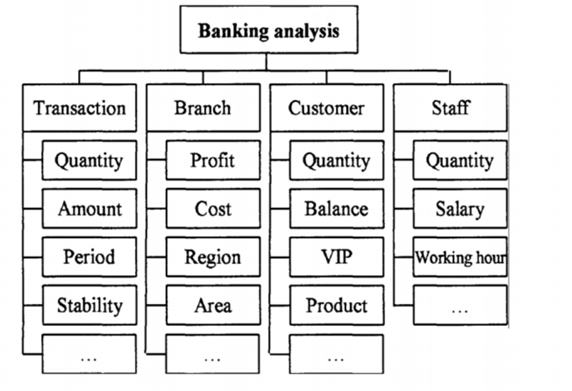 Banking analysis
Transaction
Branch
Customer
Staff
Quantity
Profit
Quantity
Quantity
Amount
Cost
Balance
Salary
Period
Region
VIP
Working hour
Stability
Area
Product
...
...
...
...